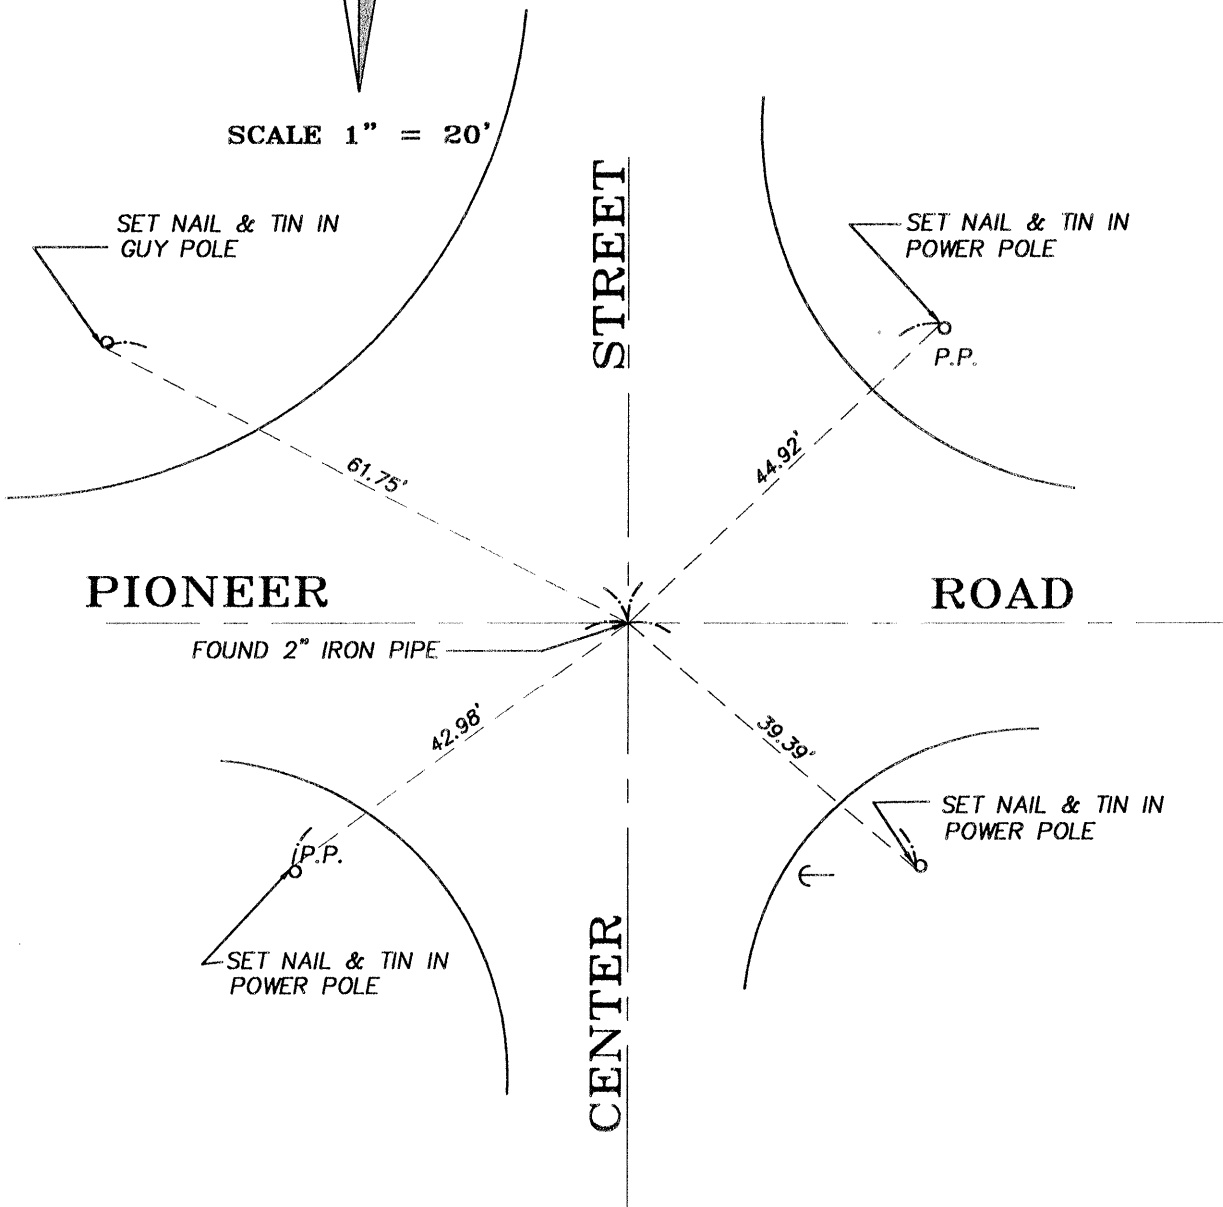 SCALE 1" = 20'
SET NAIL & TIN IN
GUY POLE
STREET
SET NAIL & TIN IN
POWER POLE
P.P.
61.75'
44.92'
PIONEER
ROAD
FOUND 2" IRON PIPE
42.98'
39.39'
SET NAIL & TIN IN
POWER POLE
P.P.
SET NAIL & TIN IN
POWER POLE
CENTER